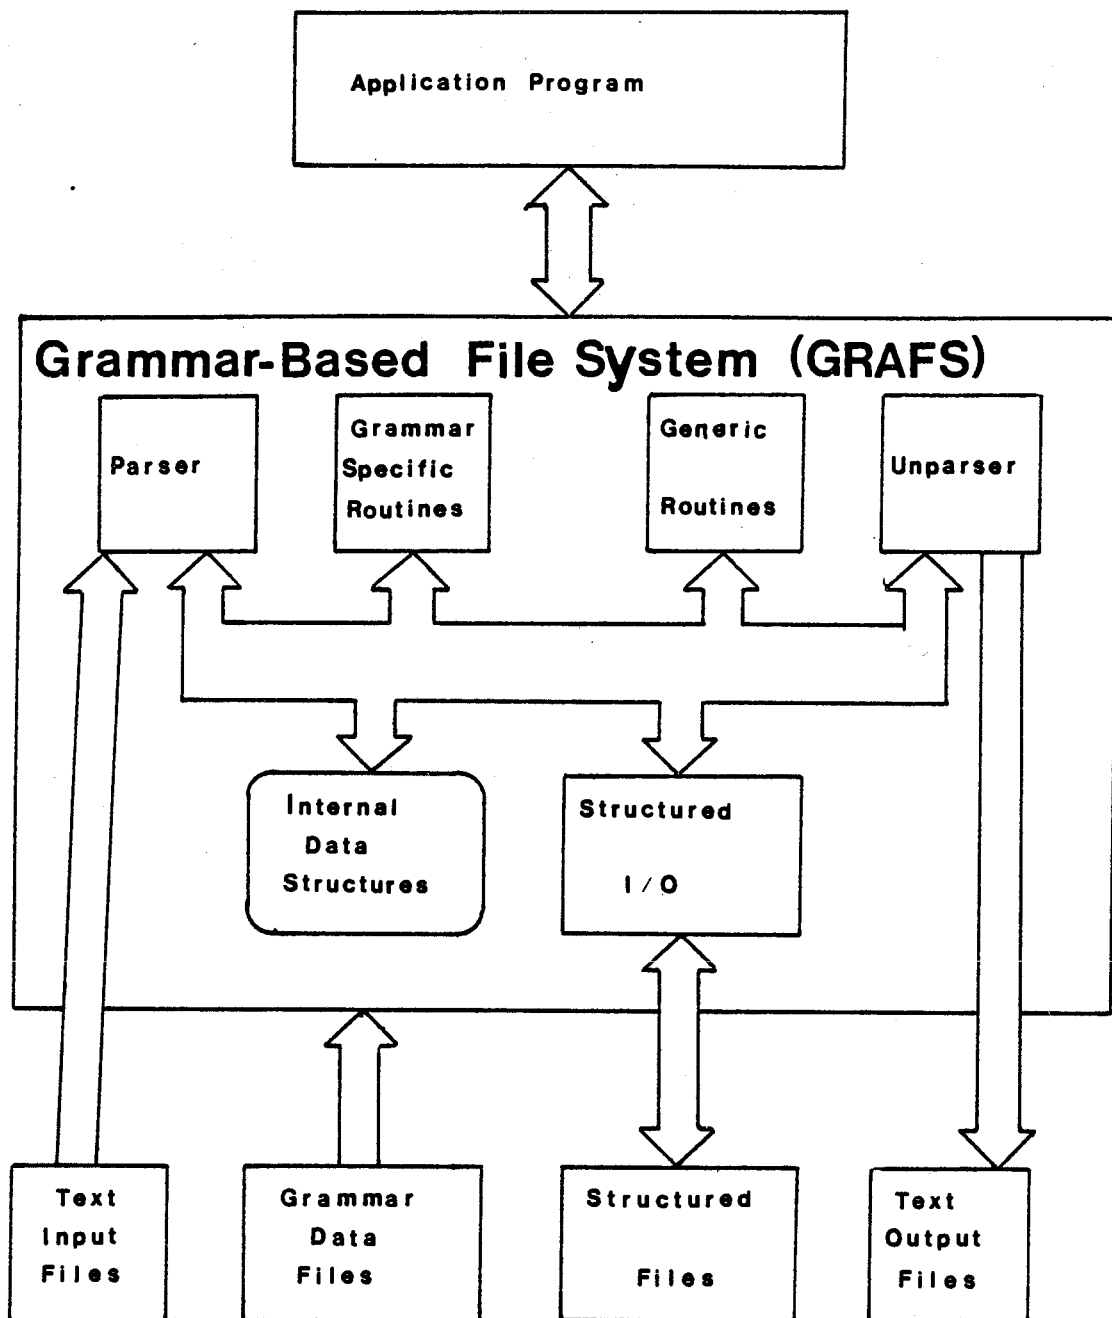 Application Program
Grammar-Based File System (GRAFS)
Parser
Grammar
Specific
Routines
Generic
Routines
Unparser
Internal
Data
Structures
Structured
I/O
Text
Input
Files
Grammar
Data
Files
Structured
Files
Text
Output
Files